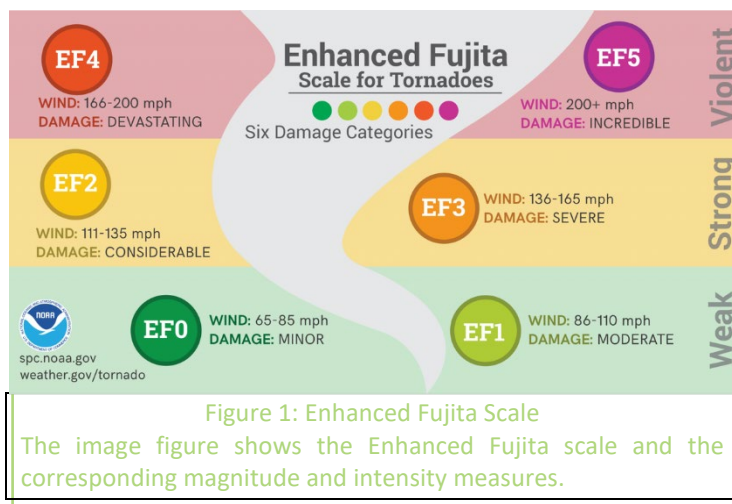 Enhanced Fujita
Scale for Tornadoes
Six Damage Categories
EF4
WIND: 166-200 mph
DAMAGE: DEVASTATING
EF5
WIND: 200+ mph
DAMAGE: INCREDIBLE
Violent
EF2
WIND: 111-135 mph
DAMAGE: CONSIDERABLE
EF3
WIND: 136-165 mph
DAMAGE: SEVERE
Strong
NOAA
spc.noaa.gov
weather.gov/tornado
EF0
WIND: 65-85 mph
DAMAGE: MINOR
EF1
WIND: 86-110 mph
DAMAGE: MODERATE
Weak
Figure 1: Enhanced Fujita Scale
The image figure shows the Enhanced Fujita scale and the
corresponding magnitude and intensity measures.